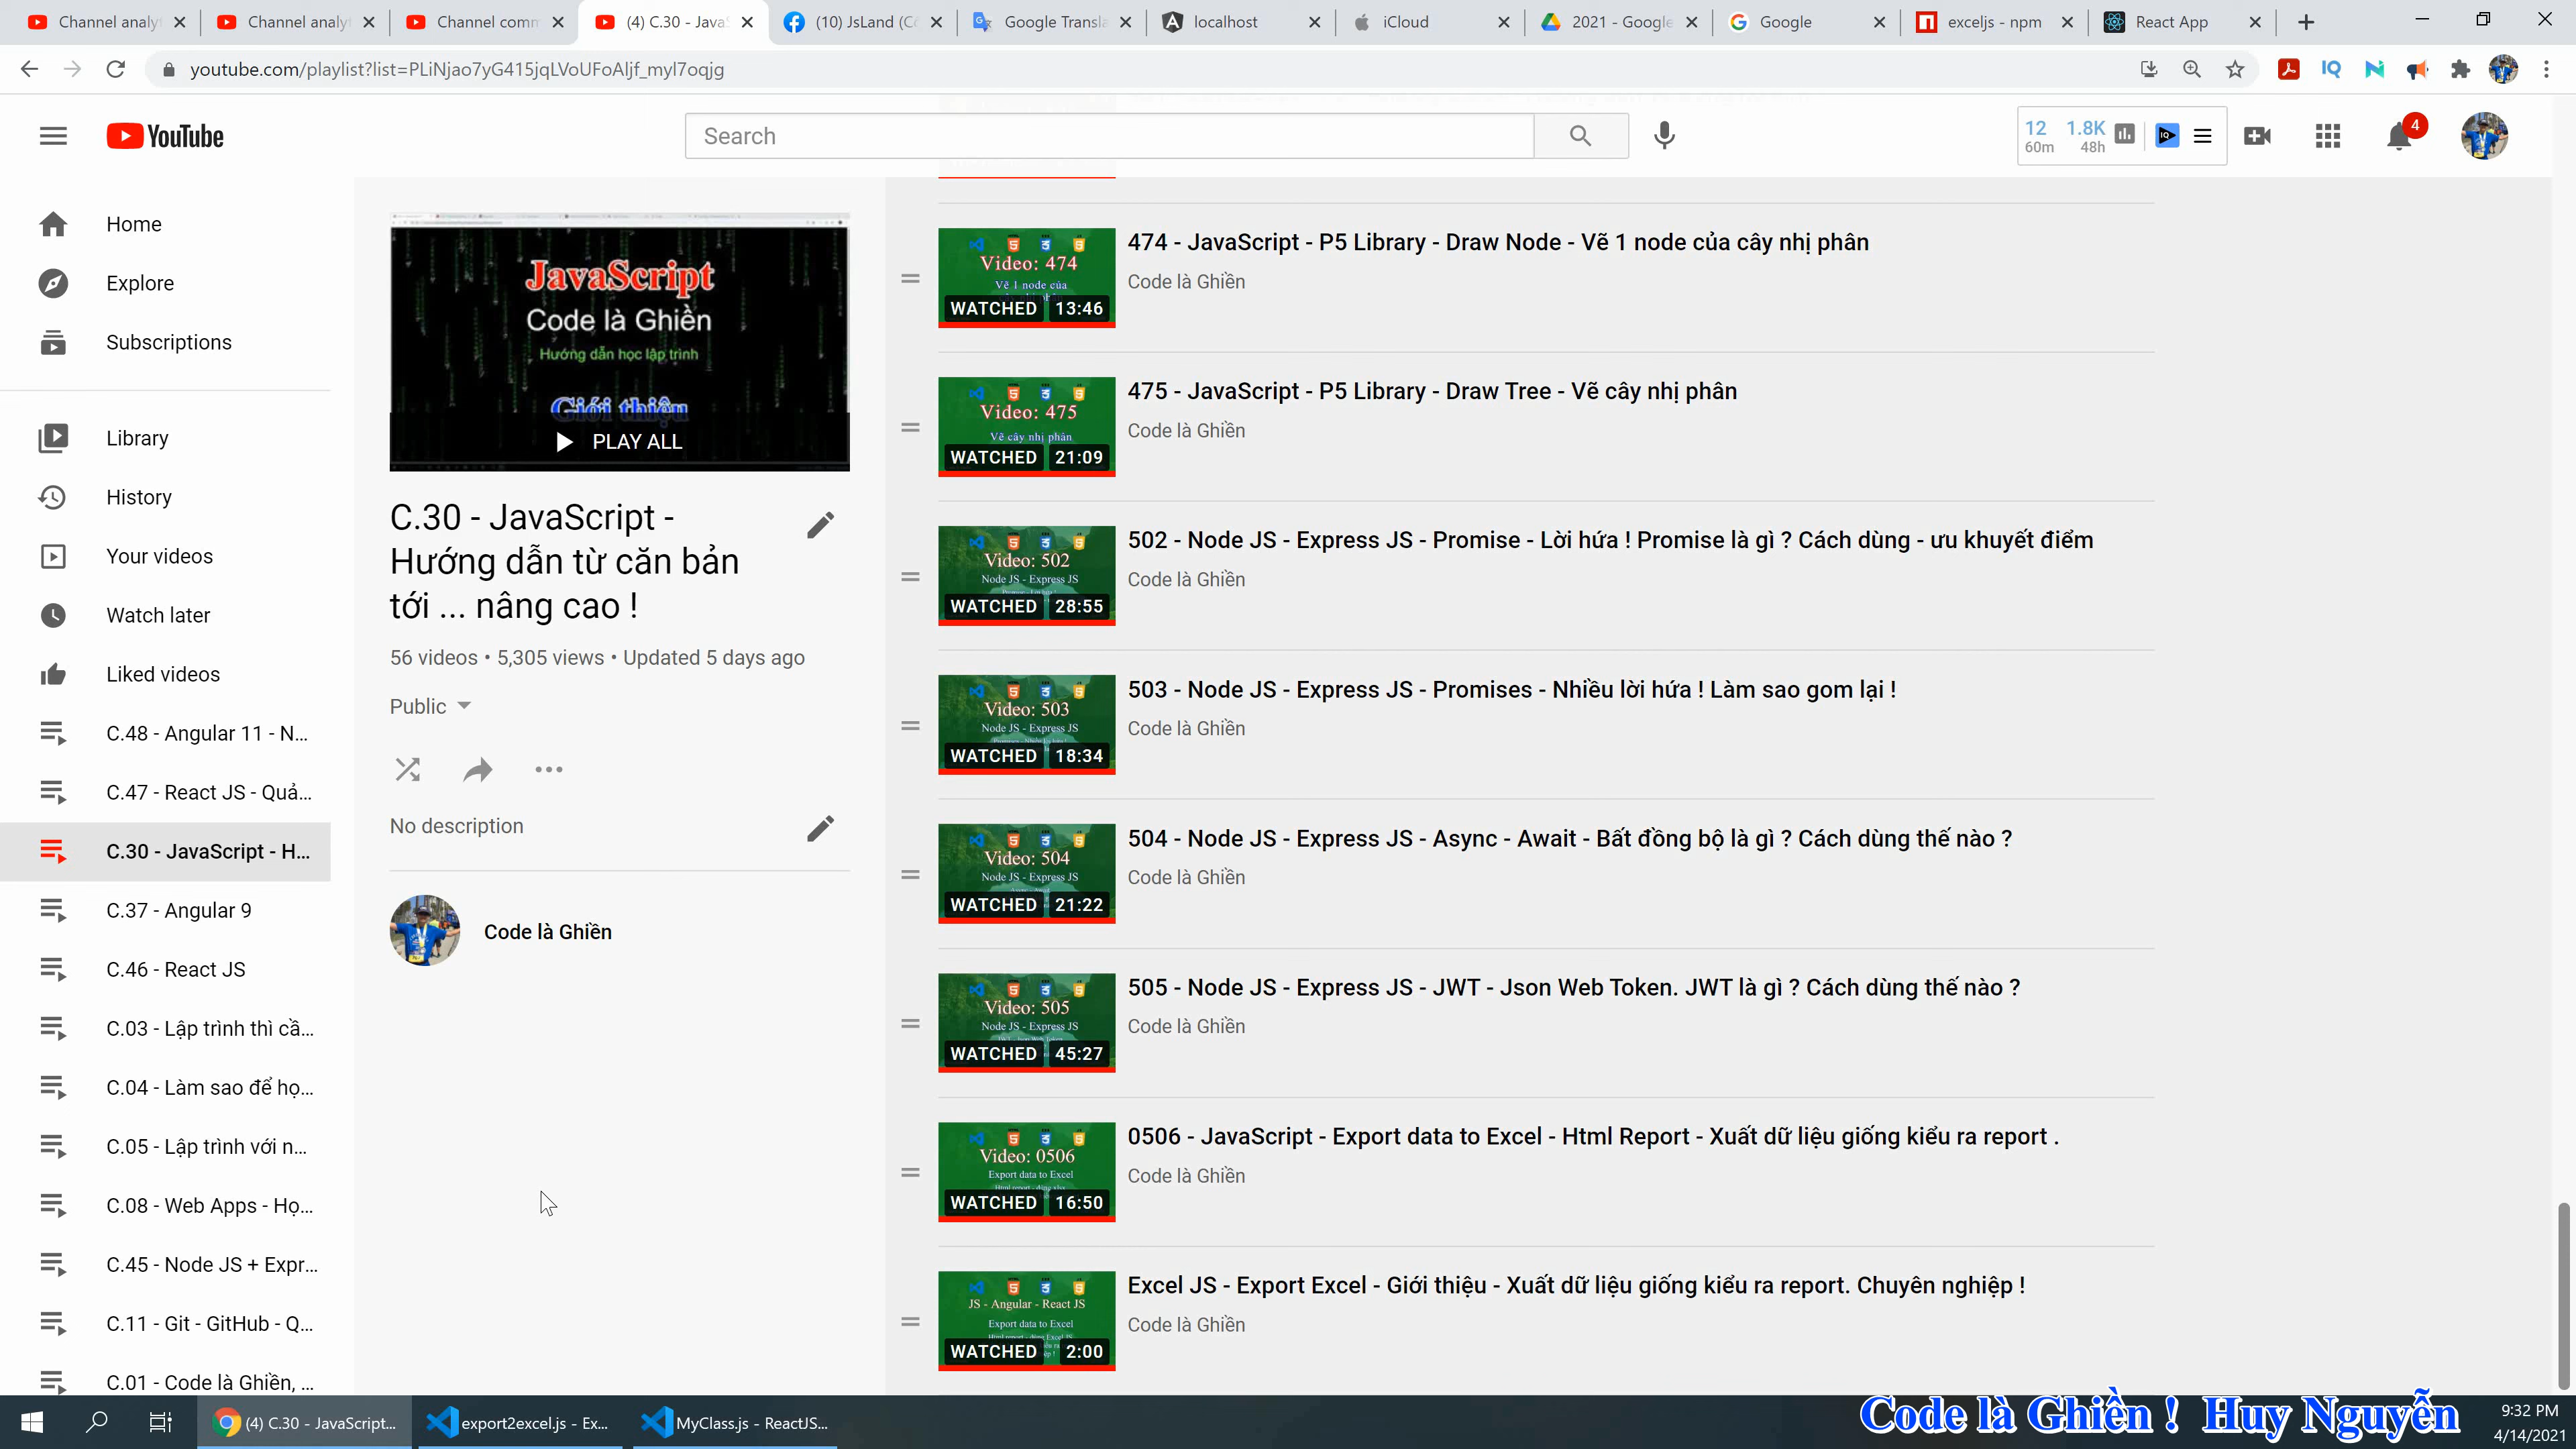 Channel analyt
Channel analyt
Channel comm
(4) C.30 - JavaS
(10) JsLand (Cô
Google Transla
localhost
iCloud
2021 - Google
Google
exceljs - npm
React App
youtube.com/playlist?list=PLiNjao7yG415jqLVoUFoAljf_myl7oqjg
YouTube
Search
12
60m
1.8K
48h
4
Home
Explore
Subscriptions
Library
History
Your videos
Watch later
Liked videos
C.48 - Angular 11 - N...
C.47 - React JS - Quả...
C.30 - JavaScript - H...
C.37 - Angular 9
C.46 - React JS
C.03 - Lập trình thì cầ...
C.04 - Làm sao để họ...
C.05 - Lập trình với n...
C.08 - Web Apps - Họ...
C.45 - Node JS + Expr...
C.11 - Git - GitHub - Q...
C.01 - Code là Ghiền, ...
JavaScript
Code là Ghiền
Hướng dẫn học lập trình
Giới thiệu
PLAY ALL
C.30 - JavaScript -
Hướng dẫn từ căn bản
tới ... nâng cao !
56 videos • 5,305 views • Updated 5 days ago
Public
No description
Code là Ghiền
Video: 474
Vẽ 1 node của
WATCHED 13:46
474 - JavaScript - P5 Library - Draw Node - Vẽ 1 node của cây nhị phân
Code là Ghiền
Video: 475
Vẽ cây nhị phân
WATCHED 21:09
475 - JavaScript - P5 Library - Draw Tree - Vẽ cây nhị phân
Code là Ghiền
Video: 502
Node JS - Express JS
WATCHED 28:55
502 - Node JS - Express JS - Promise - Lời hứa ! Promise là gì ? Cách dùng - ưu khuyết điểm
Code là Ghiền
Video: 503
Node JS - Express JS
WATCHED 18:34
503 - Node JS - Express JS - Promises - Nhiều lời hứa ! Làm sao gom lại !
Code là Ghiền
Video: 504
Node JS - Express JS
WATCHED 21:22
504 - Node JS - Express JS - Async - Await - Bất đồng bộ là gì ? Cách dùng thế nào ?
Code là Ghiền
Video: 505
Node JS - Express JS
WATCHED 45:27
505 - Node JS - Express JS - JWT - Json Web Token. JWT là gì ? Cách dùng thế nào ?
Code là Ghiền
Video: 0506
Export data to Excel
WATCHED 16:50
0506 - JavaScript - Export data to Excel - Html Report - Xuất dữ liệu giống kiểu ra report .
Code là Ghiền
JS - Angular - React JS
Export data to Excel
WATCHED 2:00
Excel JS - Export Excel - Giới thiệu - Xuất dữ liệu giống kiểu ra report. Chuyên nghiệp !
Code là Ghiền
(4) C.30 - JavaScript...
export2excel.js - Ex...
MyClass.js - ReactJS...
Code là Ghiền ! Huy Nguyễn
9:32 PM
4/14/2021